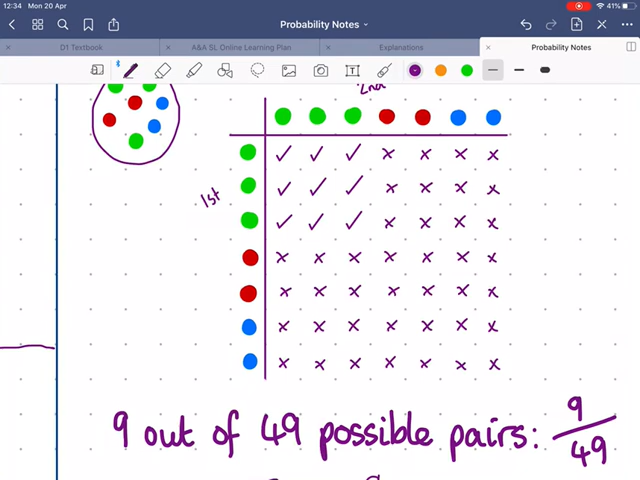 12:34 Mon 20 Apr
41%
Probability Notes
D1 Textbook
A&A SL Online Learning Plan
Explanations
Probability Notes
2nd
1st
✓ ✓ ✓ x x x x
✓ ✓ ✓ x x x x
✓ ✓ ✓ x x x x
x x x x x x x
x x x x x x x
x x x x x x x
x x x x x x x
9 out of 49 possible pairs: 9/49